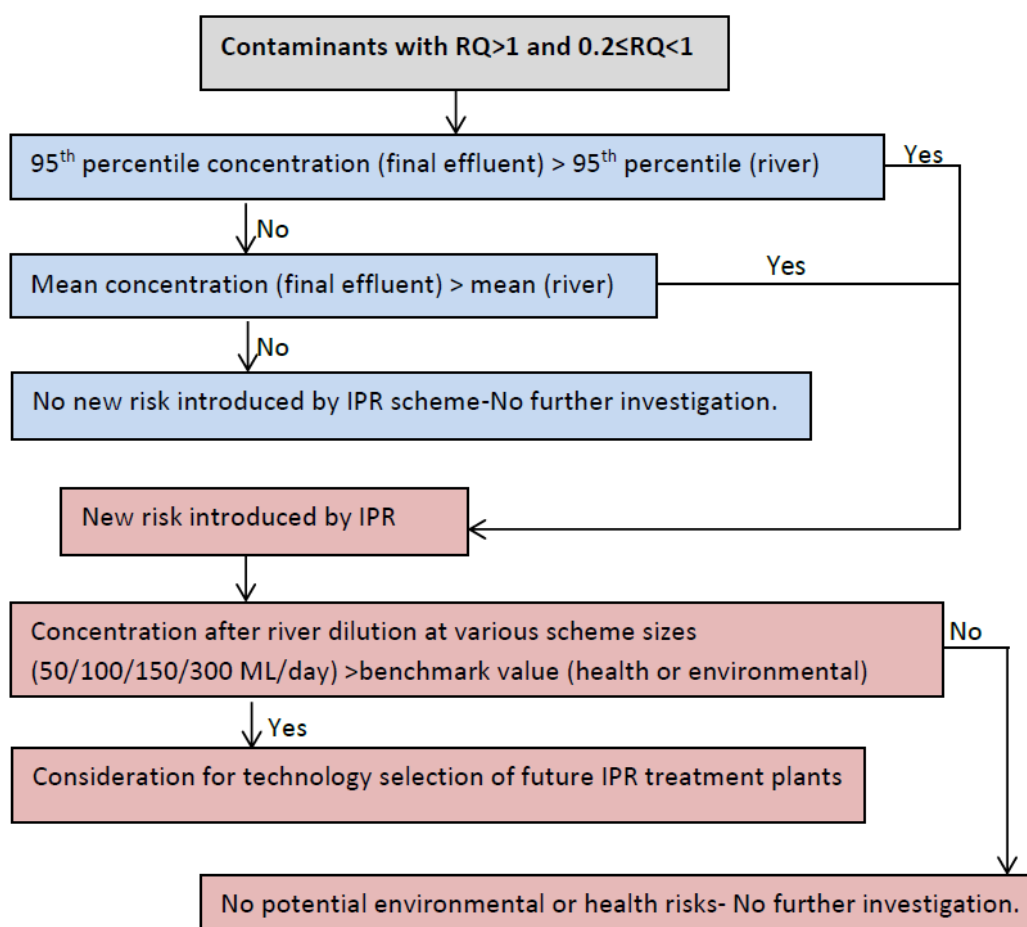 Contaminants with RQ>1 and 0.2≤RQ<1
95th percentile concentration (final effluent) > 95th percentile (river)
Yes
No
Mean concentration (final effluent) > mean (river)
Yes
No
No new risk introduced by IPR scheme-No further investigation.
New risk introduced by IPR
Concentration after river dilution at various scheme sizes
(50/100/150/300 ML/day) >benchmark value (health or environmental)
No
Yes
Consideration for technology selection of future IPR treatment plants
No potential environmental or health risks- No further investigation.